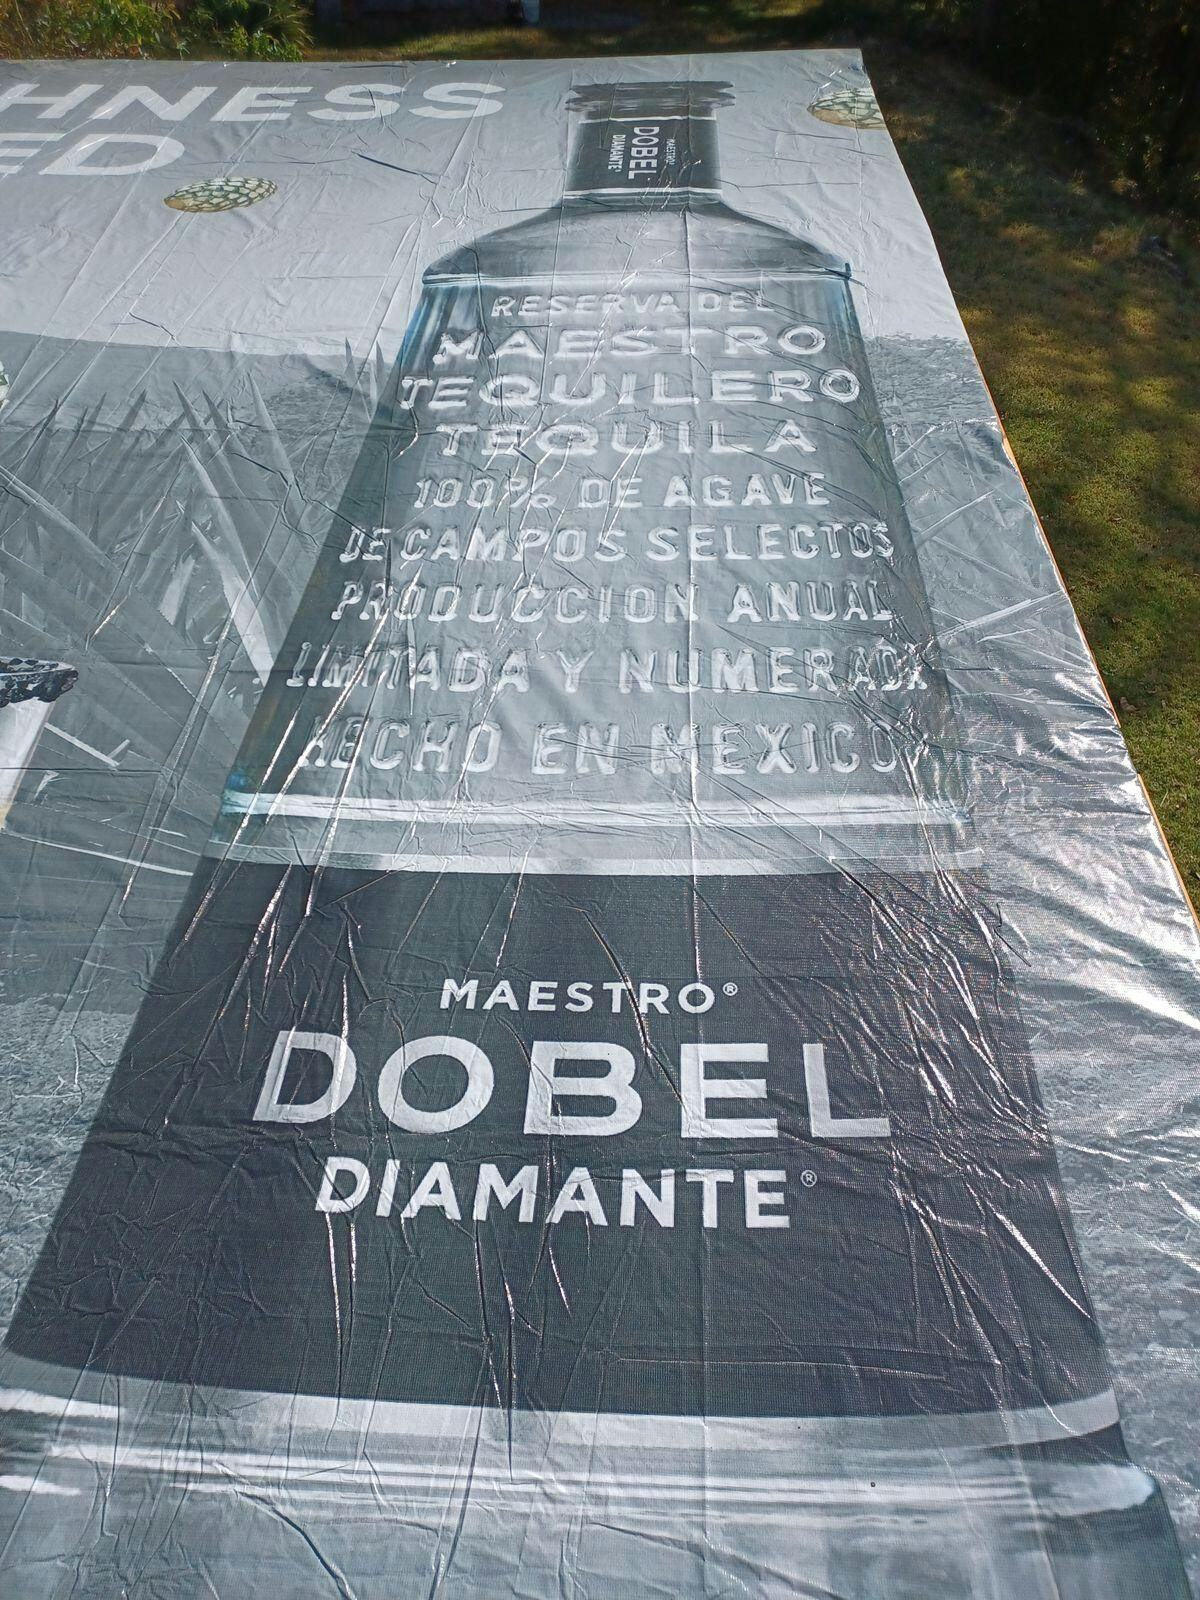 HNESS
ED
MAESTRO
DOBEL
DIAMANTE
RESERVA DEL
MAESTRO
TEQUILERO
TEQUILA
100% DE AGAVE
DE CAMPOS SELECTOS
PRODUCCION ANUAL
LIMITADA Y NUMERADA
HECHO EN MEXICO
MAESTRO®
DOBEL
DIAMANTE®